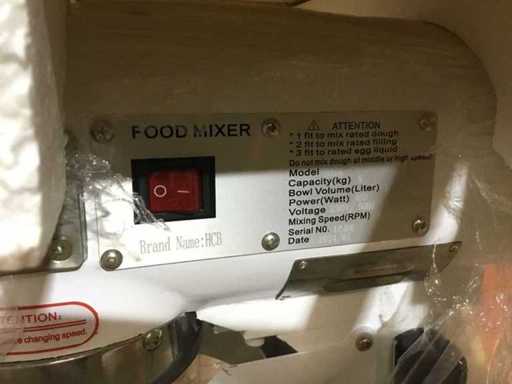 FOOD MIXER
ATTENTION
* 1 fit to mix rated dough
* 2 fit to mix rated filling
* 3 fit to rated egg liquid
Do not mix dough at middle or high speed!
Model
Capacity(kg)
Bowl Volume(Liter)
Power(Watt)
Voltage
Mixing Speed(RPM)
Serial NO.
Date
Brand Name:HCB
TTENTION:
e changing speed.